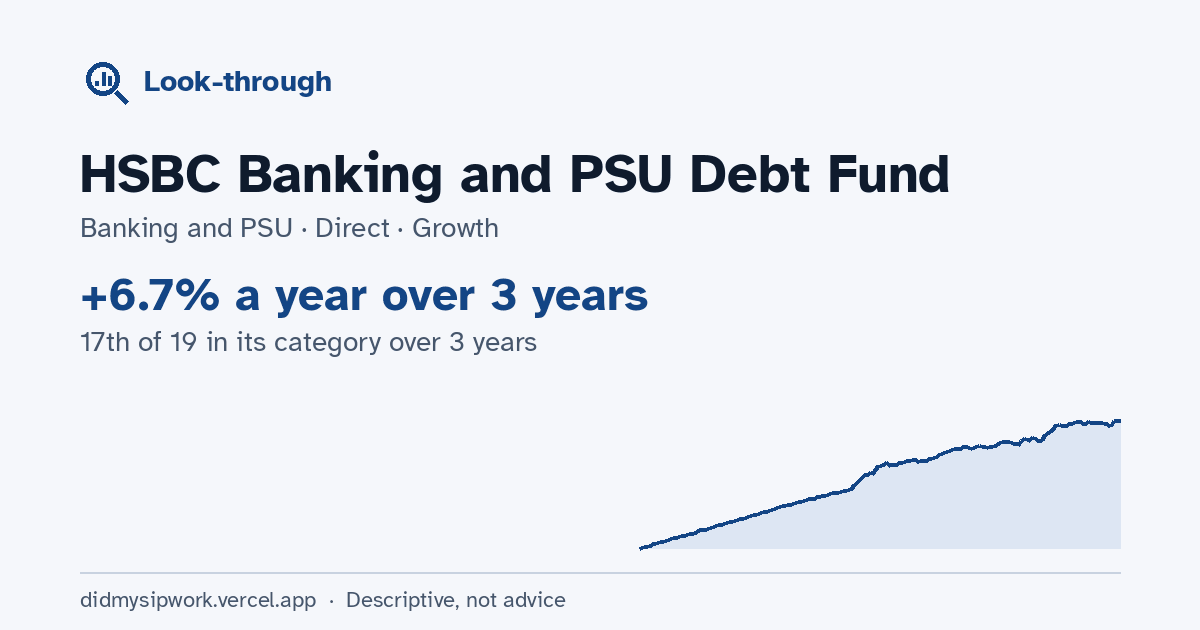 Look-through
HSBC Banking and PSU Debt Fund
Banking and PSU · Direct · Growth
+6.7% a year over 3 years
17th of 19 in its category over 3 years
didmysipwork.vercel.app · Descriptive, not advice